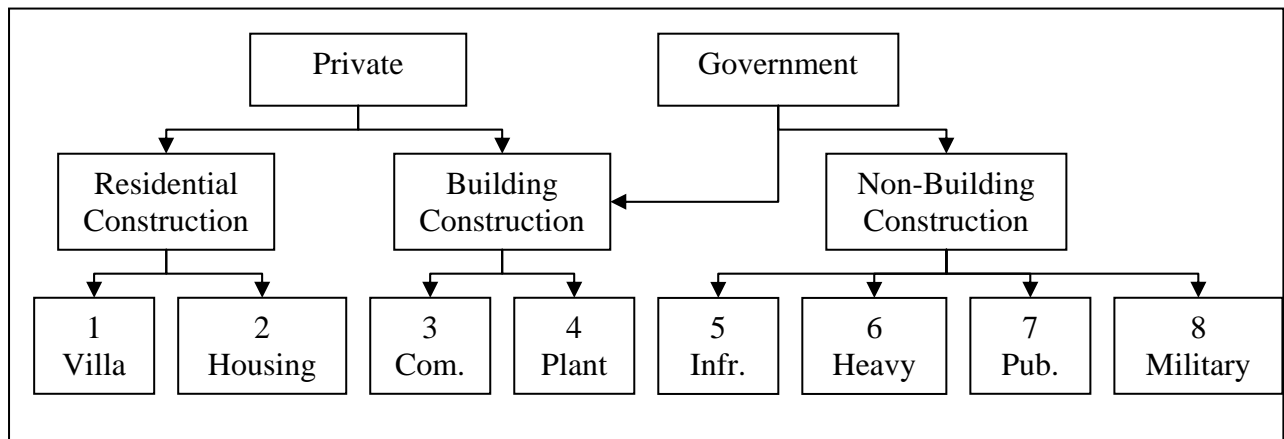 Private
Government
Residential
Construction
Building
Construction
Non-Building
Construction
1
Villa
2
Housing
3
Com.
4
Plant
5
Infr.
6
Heavy
7
Pub.
8
Military